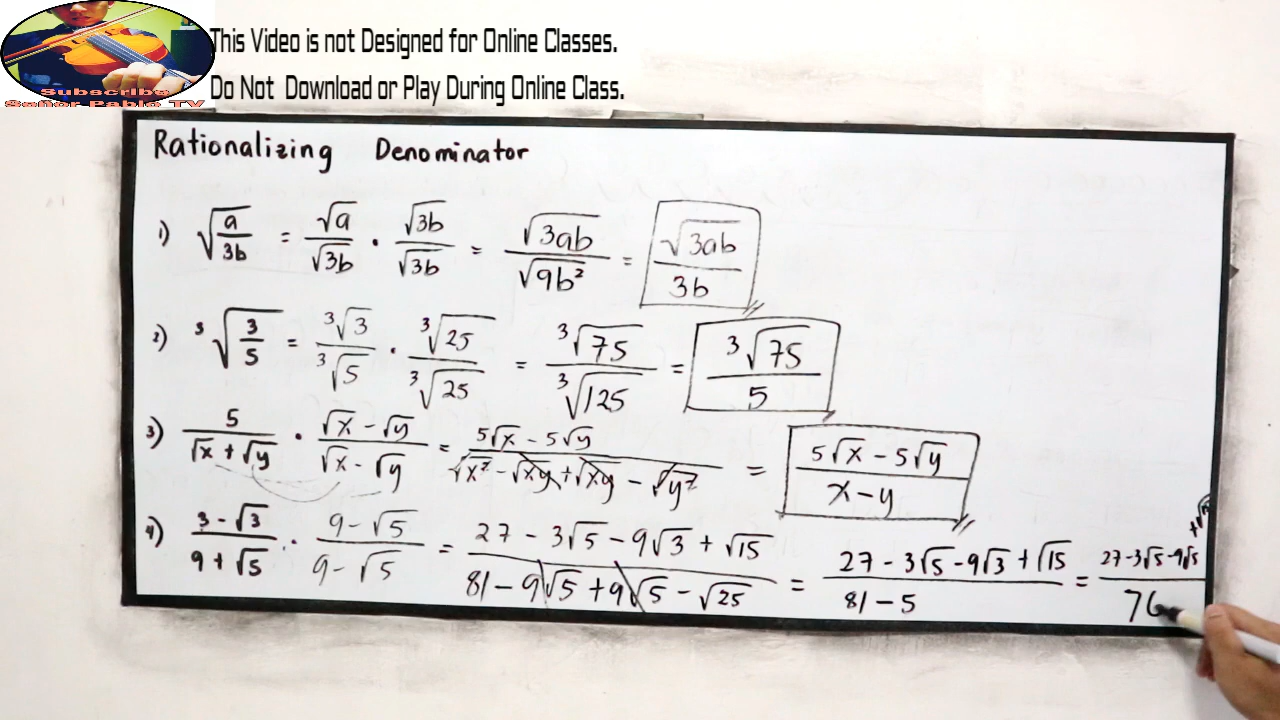 This Video is not Designed for Online Classes.
Do Not Download or Play During Online Class.
Subscribe
Señor Pablo TV
Rationalizing Denominator
1) √(a/3b) = √a/√3b · √3b/√3b = √3ab/√9b² = √3ab/3b
2) ³√(3/5) = ³√3/³√5 · ³√25/³√25 = ³√75/³√125 = ³√75/5
3) 5/(√x + √y) · (√x - √y)/(√x - √y) = (5√x - 5√y)/(√x² - √xy + √xy - √y²) = (5√x - 5√y)/(x - y)
4) (3 - √3)/(9 + √5) · (9 - √5)/(9 - √5) = (27 - 3√5 - 9√3 + √15)/(81 - 9√5 + 9√5 - √25) = (27 - 3√5 - 9√3 + √15)/(81 - 5) = (27 - 3√5 - 9√5 + √)/76